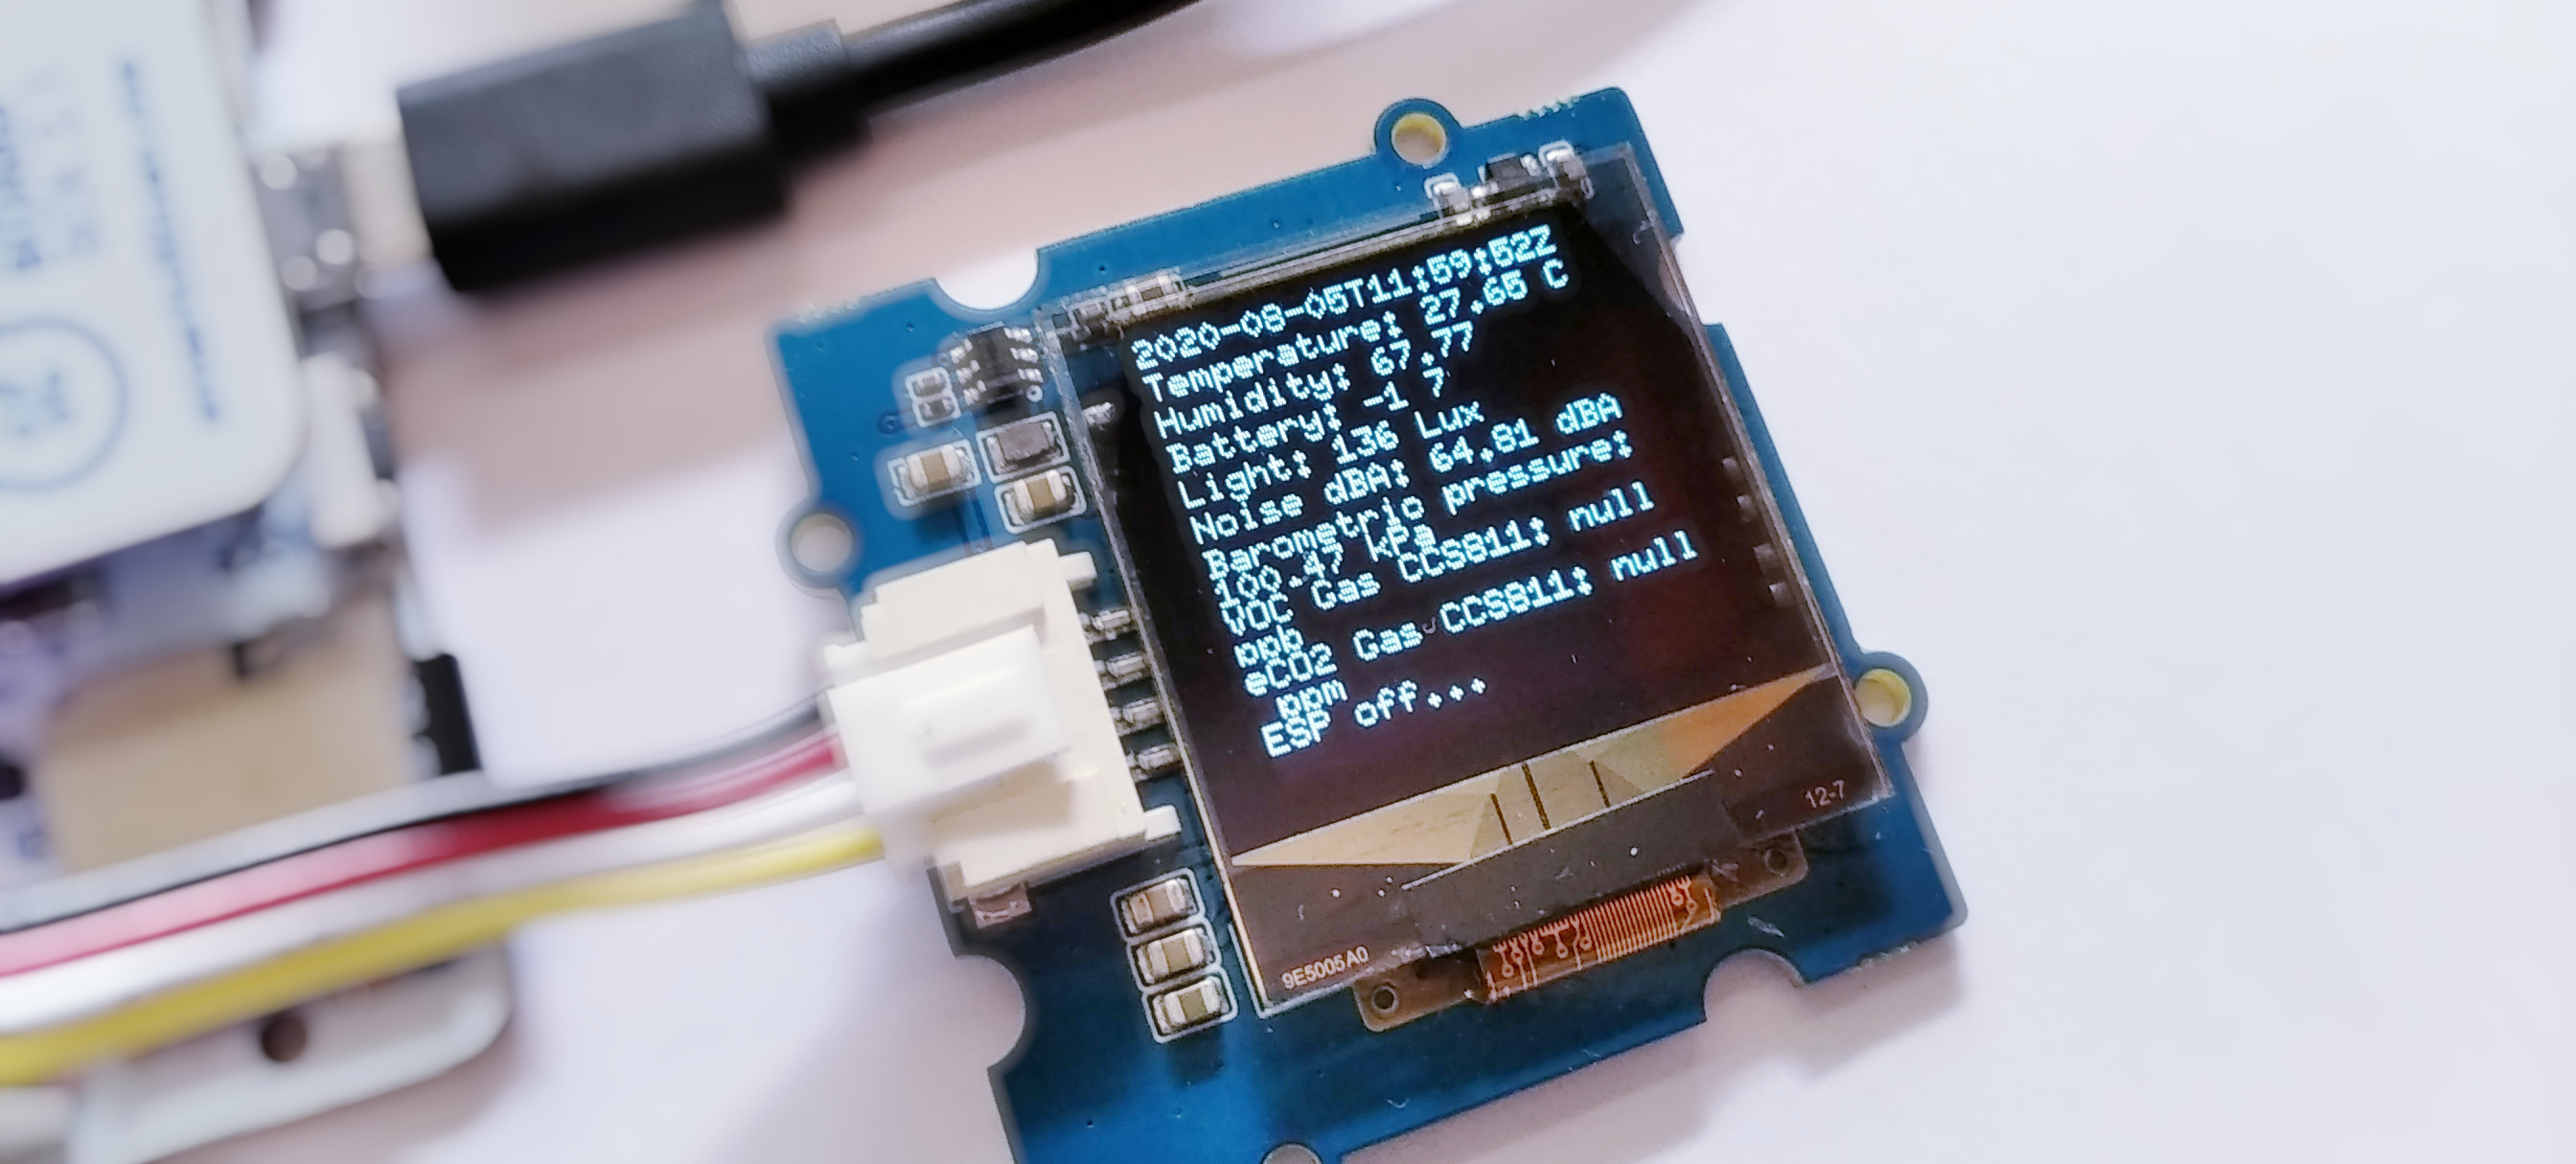 2020-08-05T11:59:52Z
Temperature: 27.65 C
Humidity: 67.77
Battery: -1 7
Light: 136 Lux
Noise dBA: 64.81 dBA
Barometric pressure:
100.47 kPa
VOC Gas CCS811: null
ppb
eCO2 Gas CCS811: null
ppm
ESP off...
12-7
9E5005A0